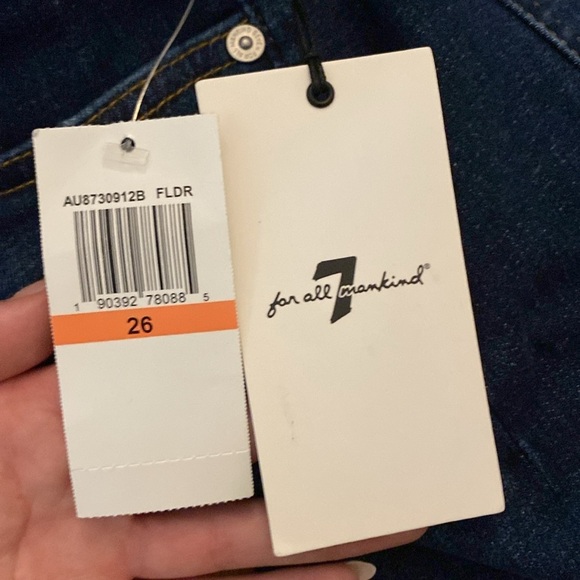 AU8730912B FLDR
1 90392 78088 5
26
for all 7 mankind®